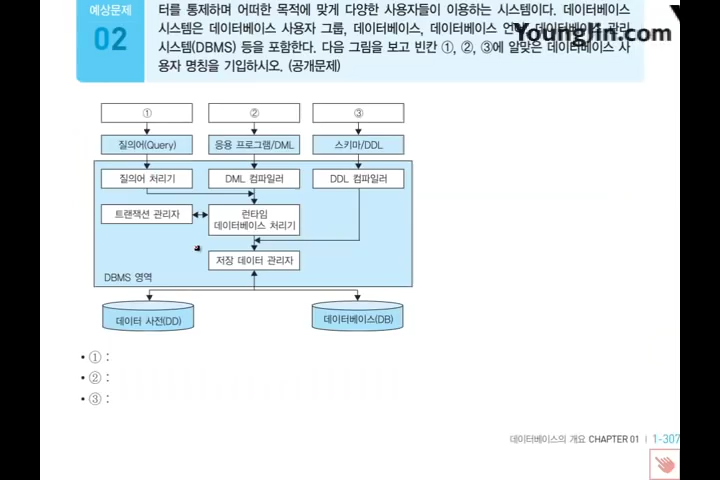 예상문제
02
터를 통제하며 어떠한 목적에 맞게 다양한 사용자들이 이용하는 시스템이다. 데이터베이스
시스템은 데이터베이스 사용자 그룹, 데이터베이스, 데이터베이스 언어, 데이터베이스 관리
시스템(DBMS) 등을 포함한다. 다음 그림을 보고 빈칸 ①, ②, ③에 알맞은 데이터베이스 사
용자 명칭을 기입하시오. (공개문제)
YoungJin.com
① ② ③
질의어(Query) 응용 프로그램/DML 스키마/DDL
질의어 처리기 DML 컴파일러 DDL 컴파일러
트랜잭션 관리자 런타임
데이터베이스 처리기
저장 데이터 관리자
DBMS 영역
데이터 사전(DD) 데이터베이스(DB)
• ① :
• ② :
• ③ :
데이터베이스의 개요 CHAPTER 01 | 1-307